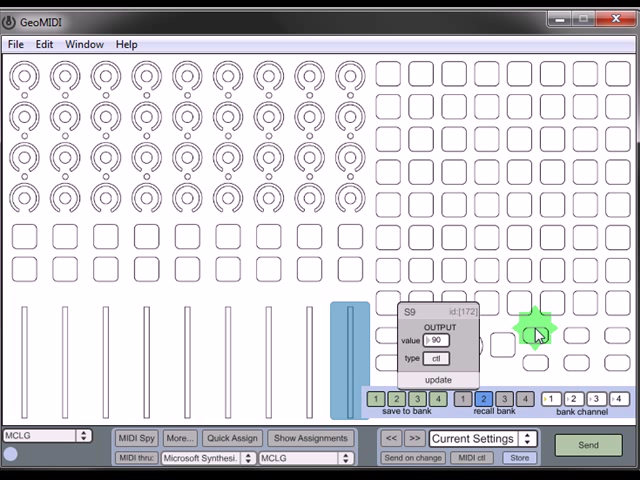 GeoMIDI
File Edit Window Help
S9 id:[172]
OUTPUT
value 90
type ctl
update
1 2 3 4 1 2 3 4 1 2 3 4
save to bank recall bank bank channel
MCLG MIDI Spy More... Quick Assign Show Assignments << >> Current Settings Send
MIDI thru: Microsoft Synthesi. MCLG Send on change MIDI ctl Store